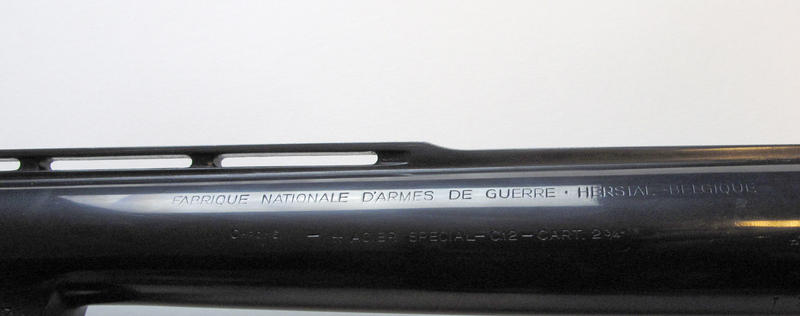 FABRIQUE NATIONALE D'ARMES DE GUERRE • HERSTAL-BELGIQUE
ACIER SPECIAL-C12-CART. 2¾"